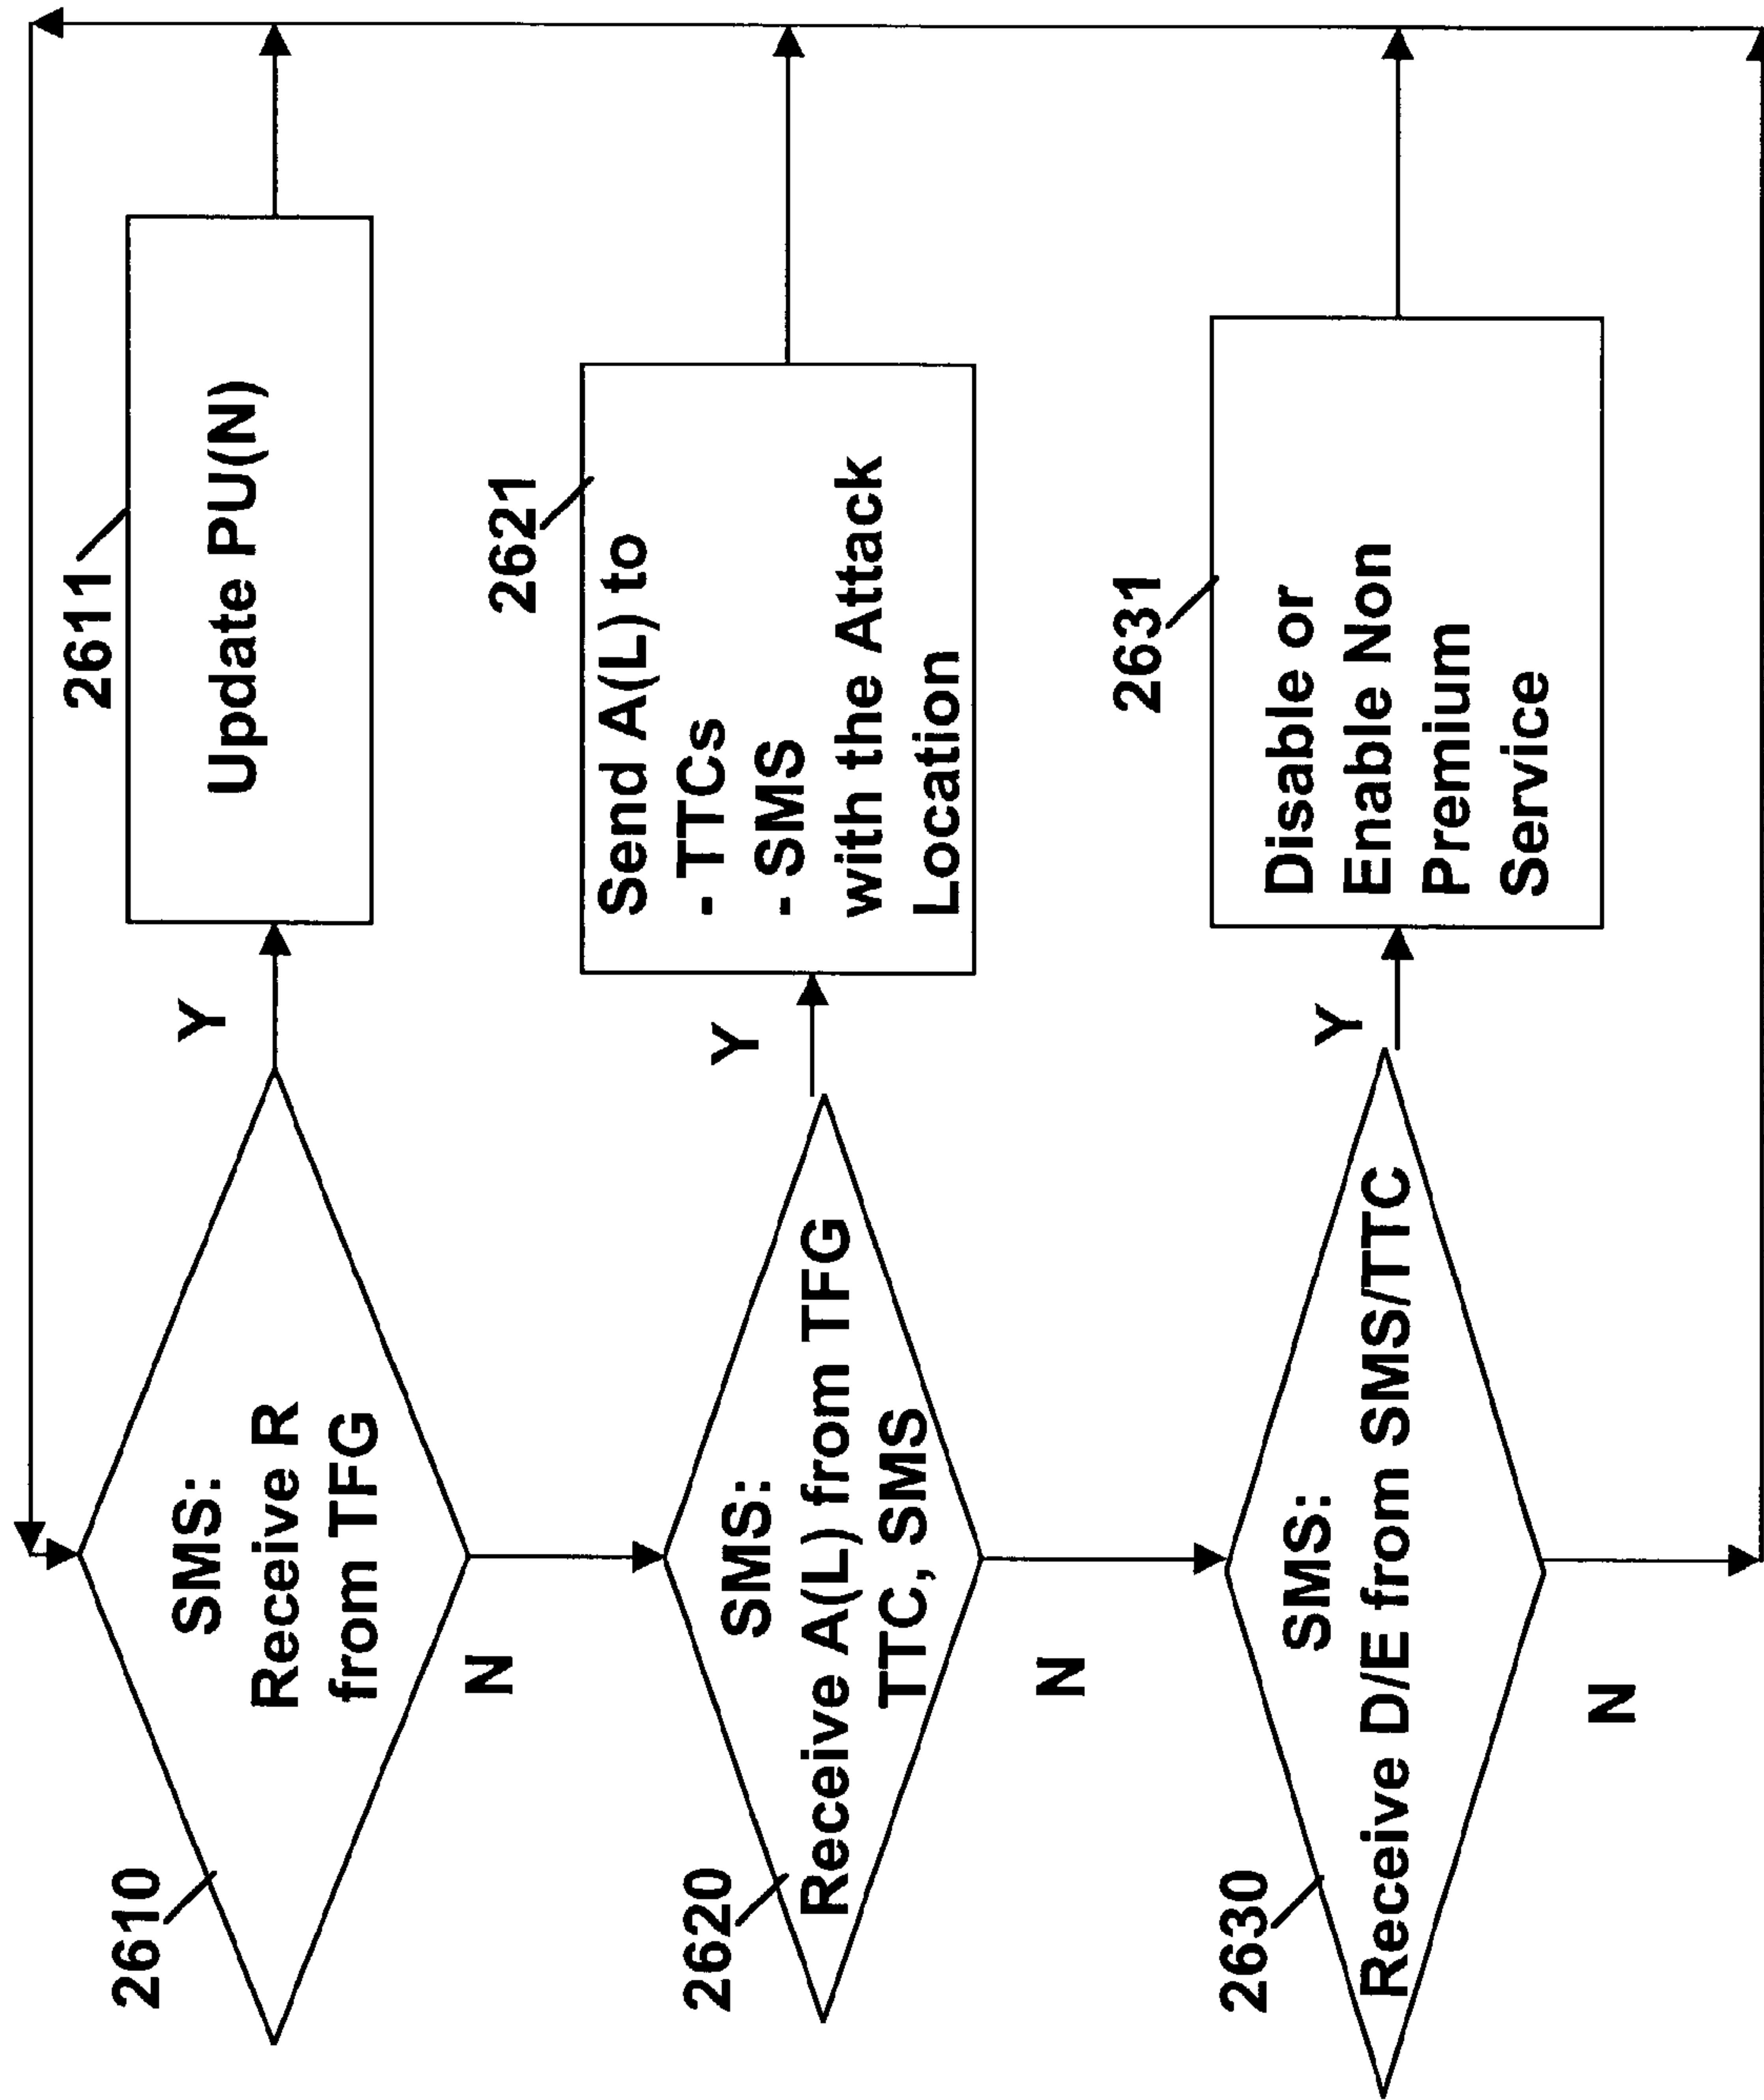 2610
SMS:
Receive R
from TFG
Y
N
2611
Update PU(N)
2620
SMS:
Receive A(L) from TFG
TTC, SMS
Y
N
2621
Send A(L) to
- TTCs
- SMS
with the Attack
Location
2630
SMS:
Receive D/E from SMS/TTC
Y
N
2631
Disable or
Enable Non
Premium
Service